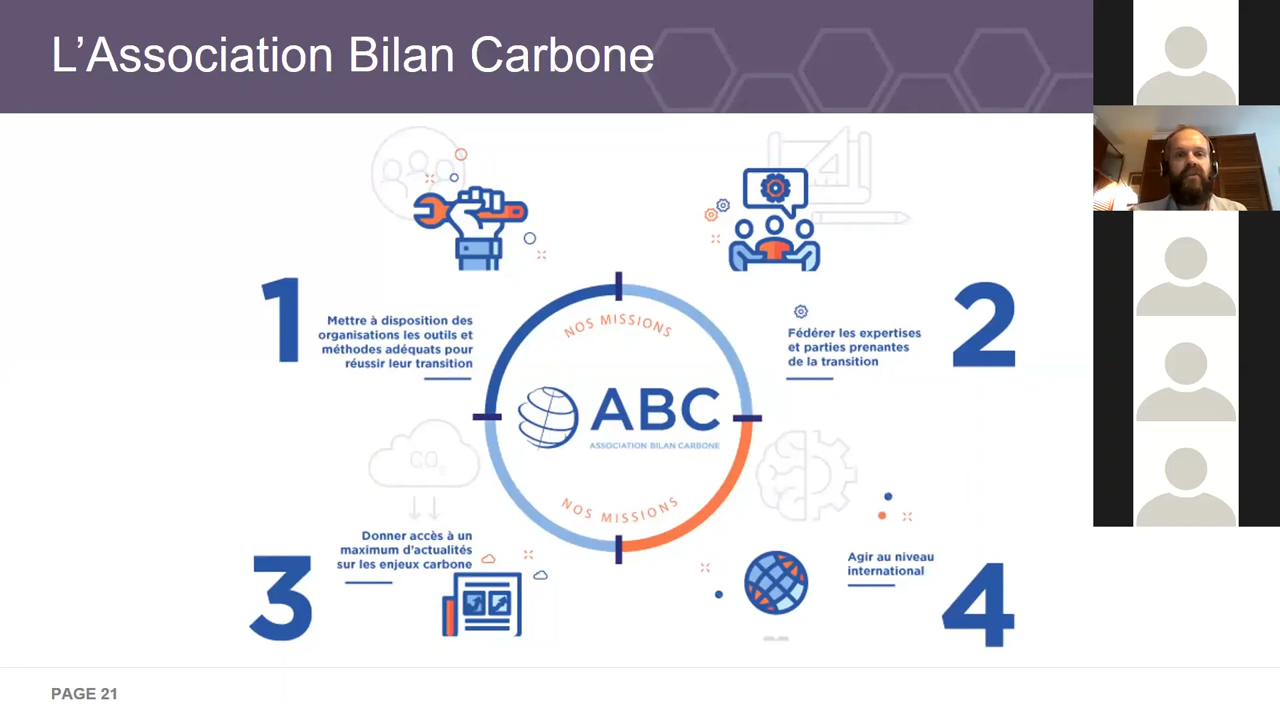 L’Association Bilan Carbone
1
Mettre à disposition des
organisations les outils et
méthodes adéquats pour
réussir leur transition
2
Fédérer les expertises
et parties prenantes
de la transition
NOS MISSIONS
ABC
ASSOCIATION BILAN CARBONE
NOS MISSIONS
CO2
3
Donner accès à un
maximum d’actualités
sur les enjeux carbone
4
Agir au niveau
international
PAGE 21